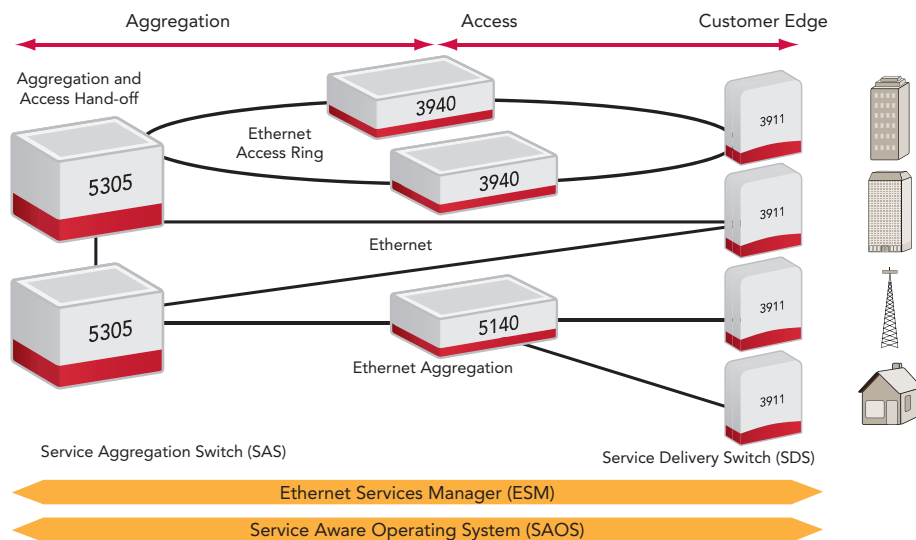 Aggregation
Access
Customer Edge
Aggregation and
Access Hand-off
3940
3911
Ethernet
Access Ring
5305
3940
3911
Ethernet
5305
5140
3911
Ethernet Aggregation
3911
Service Aggregation Switch (SAS)
Service Delivery Switch (SDS)
Ethernet Services Manager (ESM)
Service Aware Operating System (SAOS)